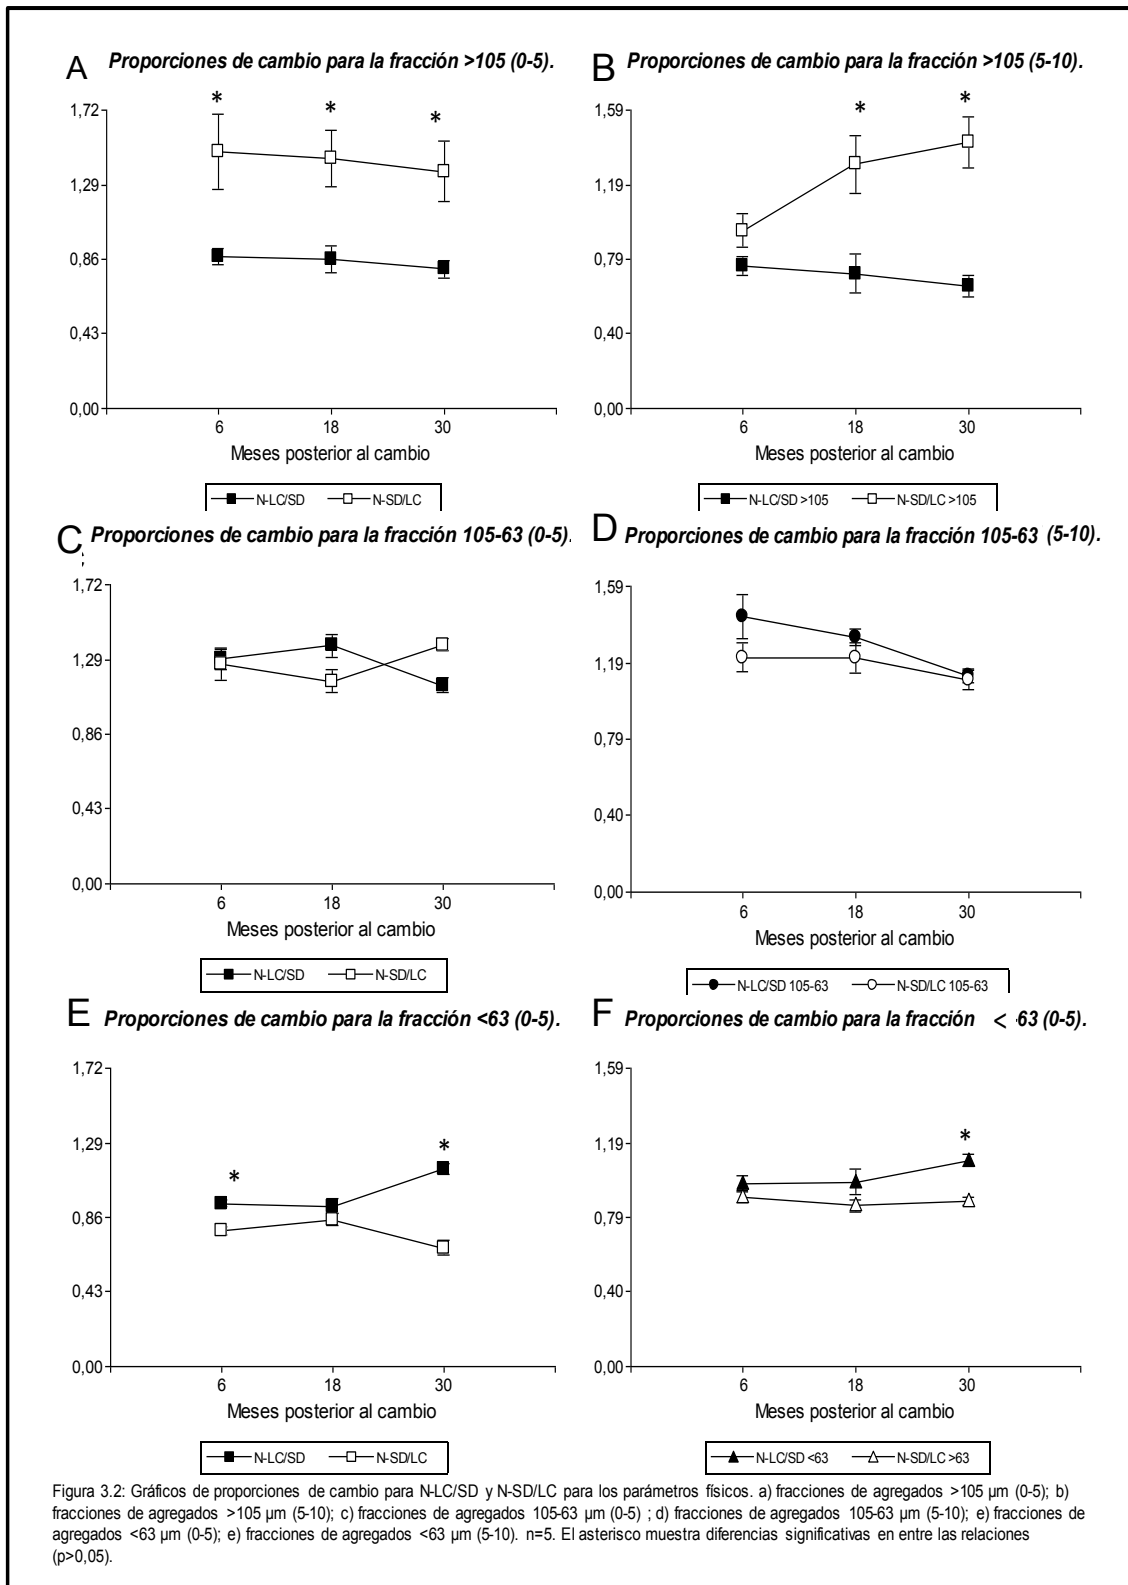 A Proporciones de cambio para la fracción >105 (0-5).
* * *
1,72
1,29
0,86
0,43
0,00
6 18 30
Meses posterior al cambio
N-LC/SD N-SD/LC
B Proporciones de cambio para la fracción >105 (5-10).
* *
1,59
1,19
0,79
0,40
0,00
6 18 30
Meses posterior al cambio
N-LC/SD >105 N-SD/LC >105
C Proporciones de cambio para la fracción 105-63 (0-5).
1,72
1,29
0,86
0,43
0,00
6 18 30
Meses posterior al cambio
N-LC/SD N-SD/LC
D Proporciones de cambio para la fracción 105-63 (5-10).
1,59
1,19
0,79
0,40
0,00
6 18 30
Meses posterior al cambio
N-LC/SD 105-63 N-SD/LC 105-63
E Proporciones de cambio para la fracción <63 (0-5).
1,72
1,29
* *
0,86
0,43
0,00
6 18 30
Meses posterior al cambio
N-LC/SD N-SD/LC
F Proporciones de cambio para la fracción < 63 (0-5).
1,59
1,19
*
0,79
0,40
0,00
6 18 30
Meses posterior al cambio
N-LC/SD <63 N-SD/LC >63
Figura 3.2: Gráficos de proporciones de cambio para N-LC/SD y N-SD/LC para los parámetros físicos. a) fracciones de agregados >105 µm (0-5); b)
fracciones de agregados >105 µm (5-10); c) fracciones de agregados 105-63 µm (0-5) ; d) fracciones de agregados 105-63 µm (5-10); e) fracciones de
agregados <63 µm (0-5); e) fracciones de agregados <63 µm (5-10). n=5. El asterisco muestra diferencias significativas en entre las relaciones
(p>0,05).